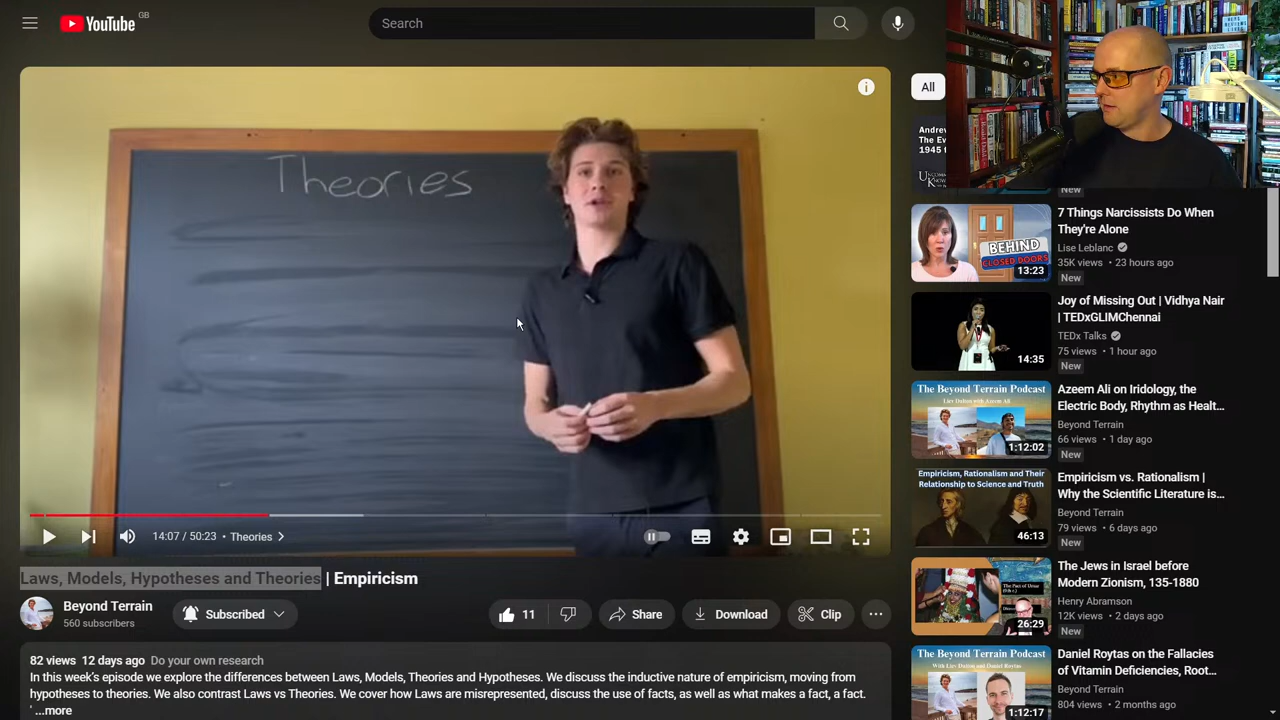 YouTube GB
Search
All
Andrew
The Ev
1945
Theories
New
7 Things Narcissists Do When
They're Alone
Lise Leblanc
35K views • 23 hours ago
New
BEHIND
CLOSED DOORS
13:23
Joy of Missing Out | Vidhya Nair
| TEDxGLIMChennai
TEDx Talks
75 views • 1 hour ago
New
14:35
Azeem Ali on Iridology, the
Electric Body, Rhythm as Healt...
Beyond Terrain
66 views • 1 day ago
New
The Beyond Terrain Podcast
Liev Dalton with Azeem Ali
1:12:02
Empiricism vs. Rationalism |
Why the Scientific Literature is...
Beyond Terrain
79 views • 6 days ago
New
Empiricism, Rationalism and Their
Relationship to Science and Truth
46:13
The Jews in Israel before
Modern Zionism, 135-1880
Henry Abramson
12K views • 2 days ago
New
26:29
Daniel Roytas on the Fallacies
of Vitamin Deficiencies, Root...
Beyond Terrain
804 views • 2 months ago
The Beyond Terrain Podcast
1:12:17
14:07 / 50:23 • Theories
Laws, Models, Hypotheses and Theories | Empiricism
Beyond Terrain
560 subscribers
Subscribed
11
Share
Download
Clip
82 views 12 days ago Do your own research
In this week's episode we explore the differences between Laws, Models, Theories and Hypotheses. We discuss the inductive nature of empiricism, moving from
hypotheses to theories. We also contrast Laws vs Theories. We cover how Laws are misrepresented, discuss the use of facts, as well as what makes a fact, a fact.
' ...more